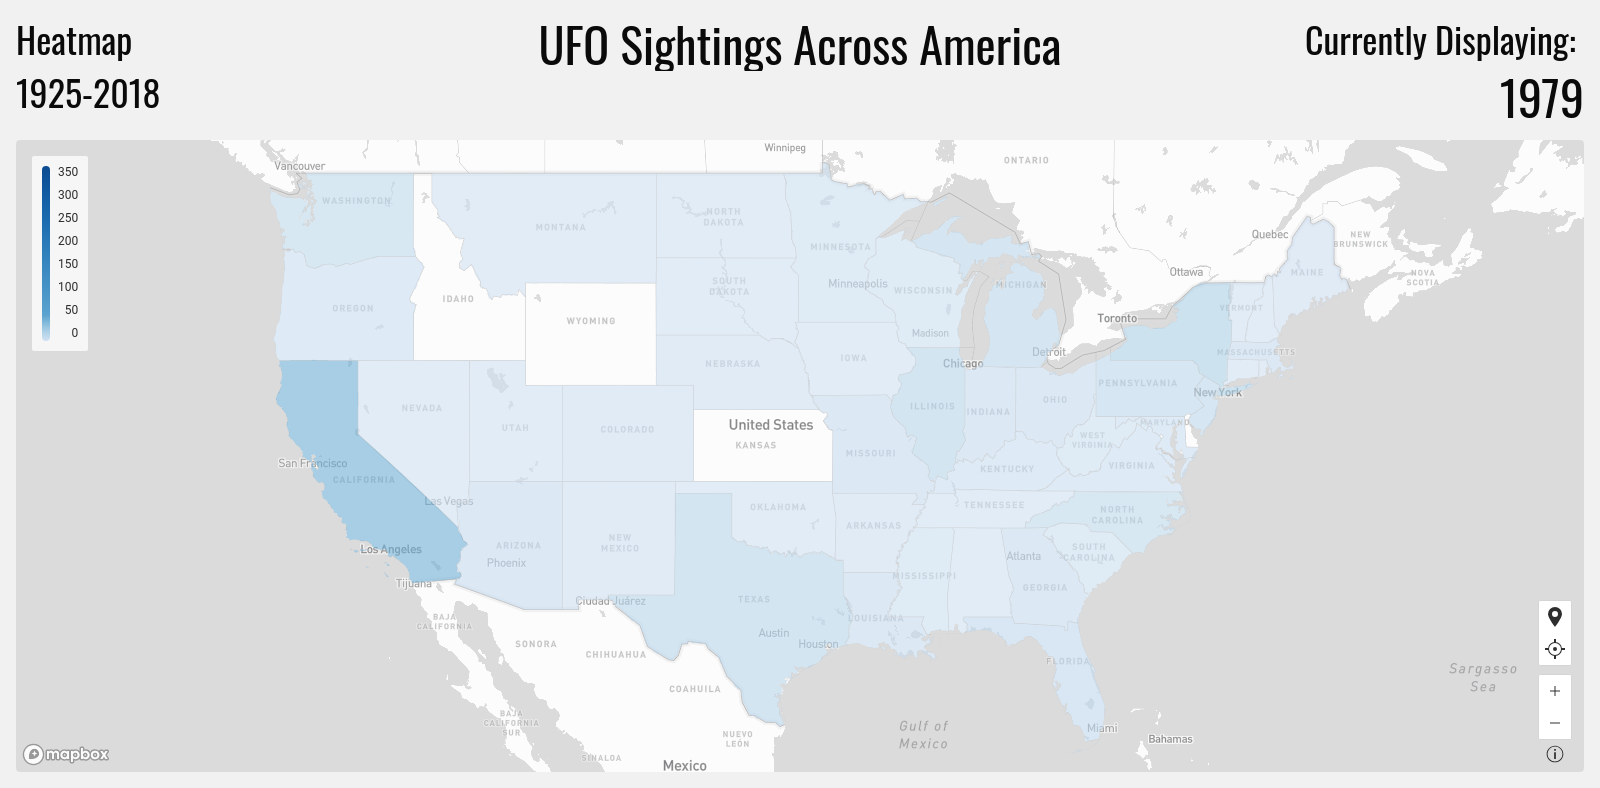 Heatmap
1925-2018
UFO Sightings Across America
Currently Displaying:
1979
350
300
250
200
150
100
50
0
Vancouver
Winnipeg
ONTARIO
WASHINGTON
MONTANA
NORTH
DAKOTA
MINNESOTA
Quebec
NEW
BRUNSWICK
Ottawa
MAINE
NOVA
SCOTIA
OREGON
IDAHO
WYOMING
SOUTH
DAKOTA
Minneapolis
WISCONSIN
MICHIGAN
Madison
Toronto
VERMONT
Detroit
MASSACHUSETTS
Chicago
IOWA
NEBRASKA
PENNSYLVANIA
New York
NEVADA
UTAH
COLORADO
United States
KANSAS
ILLINOIS
INDIANA
OHIO
MARYLAND
WEST
VIRGINIA
VIRGINIA
MISSOURI
KENTUCKY
San Francisco
CALIFORNIA
Las Vegas
OKLAHOMA
ARKANSAS
TENNESSEE
NORTH
CAROLINA
Los Angeles
ARIZONA
Phoenix
NEW
MEXICO
Atlanta
SOUTH
CAROLINA
Tijuana
Ciudad Juárez
TEXAS
MISSISSIPPI
GEORGIA
LOUISIANA
BAJA
CALIFORNIA
SONORA
CHIHUAHUA
Austin
Houston
FLORIDA
COAHUILA
Sargasso
Sea
BAJA
CALIFORNIA
SUR
NUEVO
LEÓN
Gulf of
Mexico
Miami
Bahamas
SINALOA
Mexico
mapbox